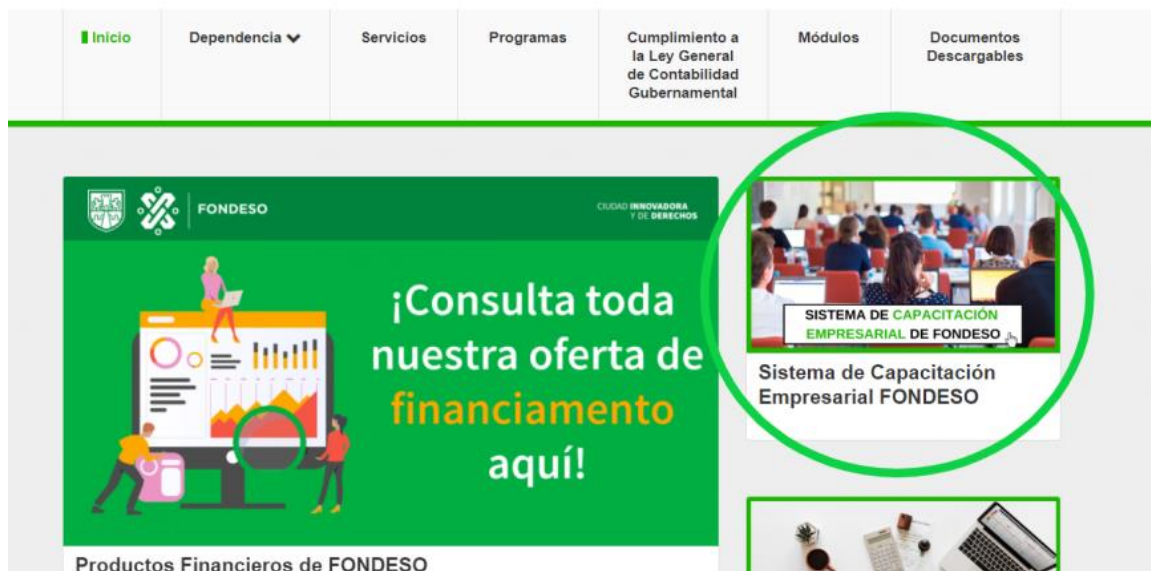 Inicio
Dependencia
Servicios
Programas
Cumplimiento a
la Ley General
de Contabilidad
Gubernamental
Módulos
Documentos
Descargables
FONDESO
CIUDAD INNOVADORA
Y DE DERECHOS
¡Consulta toda
nuestra oferta de
financiamento
aquí!
Productos Financieros de FONDESO
SISTEMA DE CAPACITACIÓN
EMPRESARIAL DE FONDESO
Sistema de Capacitación
Empresarial FONDESO